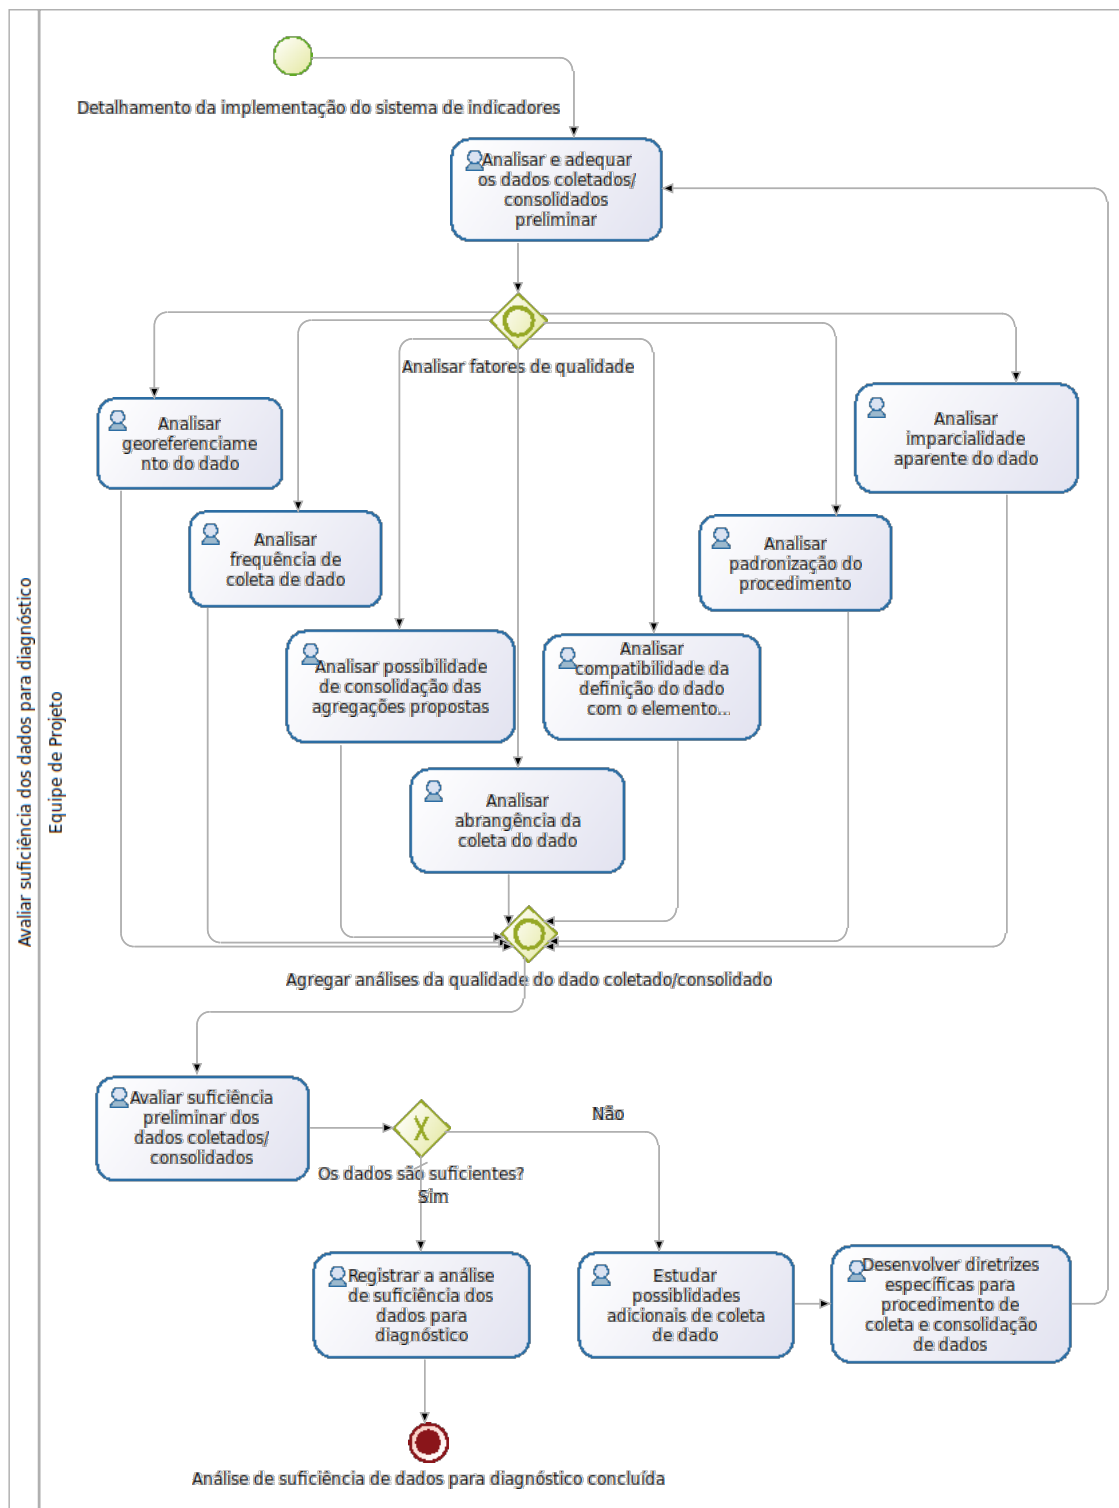 Avaliar suficiência dos dados para diagnóstico
Equipe de Projeto
Detalhamento da implementação do sistema de indicadores
Analisar e adequar
os dados coletados/
consolidados
preliminar
Analisar fatores de qualidade
Analisar
georeferenciame
nto do dado
Analisar
imparcialidade
aparente do dado
Analisar
frequência de
coleta de dado
Analisar
padronização do
procedimento
Analisar possibilidade
de consolidação das
agregações propostas
Analisar
compatibilidade da
definição do dado
com o elemento...
Analisar
abrangência da
coleta do dado
Agregar análises da qualidade do dado coletado/consolidado
Avaliar suficiência
preliminar dos
dados coletados/
consolidados
X
Não
Os dados são suficientes?
Sim
Registrar a análise
de suficiência dos
dados para
diagnóstico
Estudar
possiblidades
adicionais de coleta
de dado
Desenvolver diretrizes
específicas para
procedimento de
coleta e consolidação
de dados
Análise de suficiência de dados para diagnóstico concluída